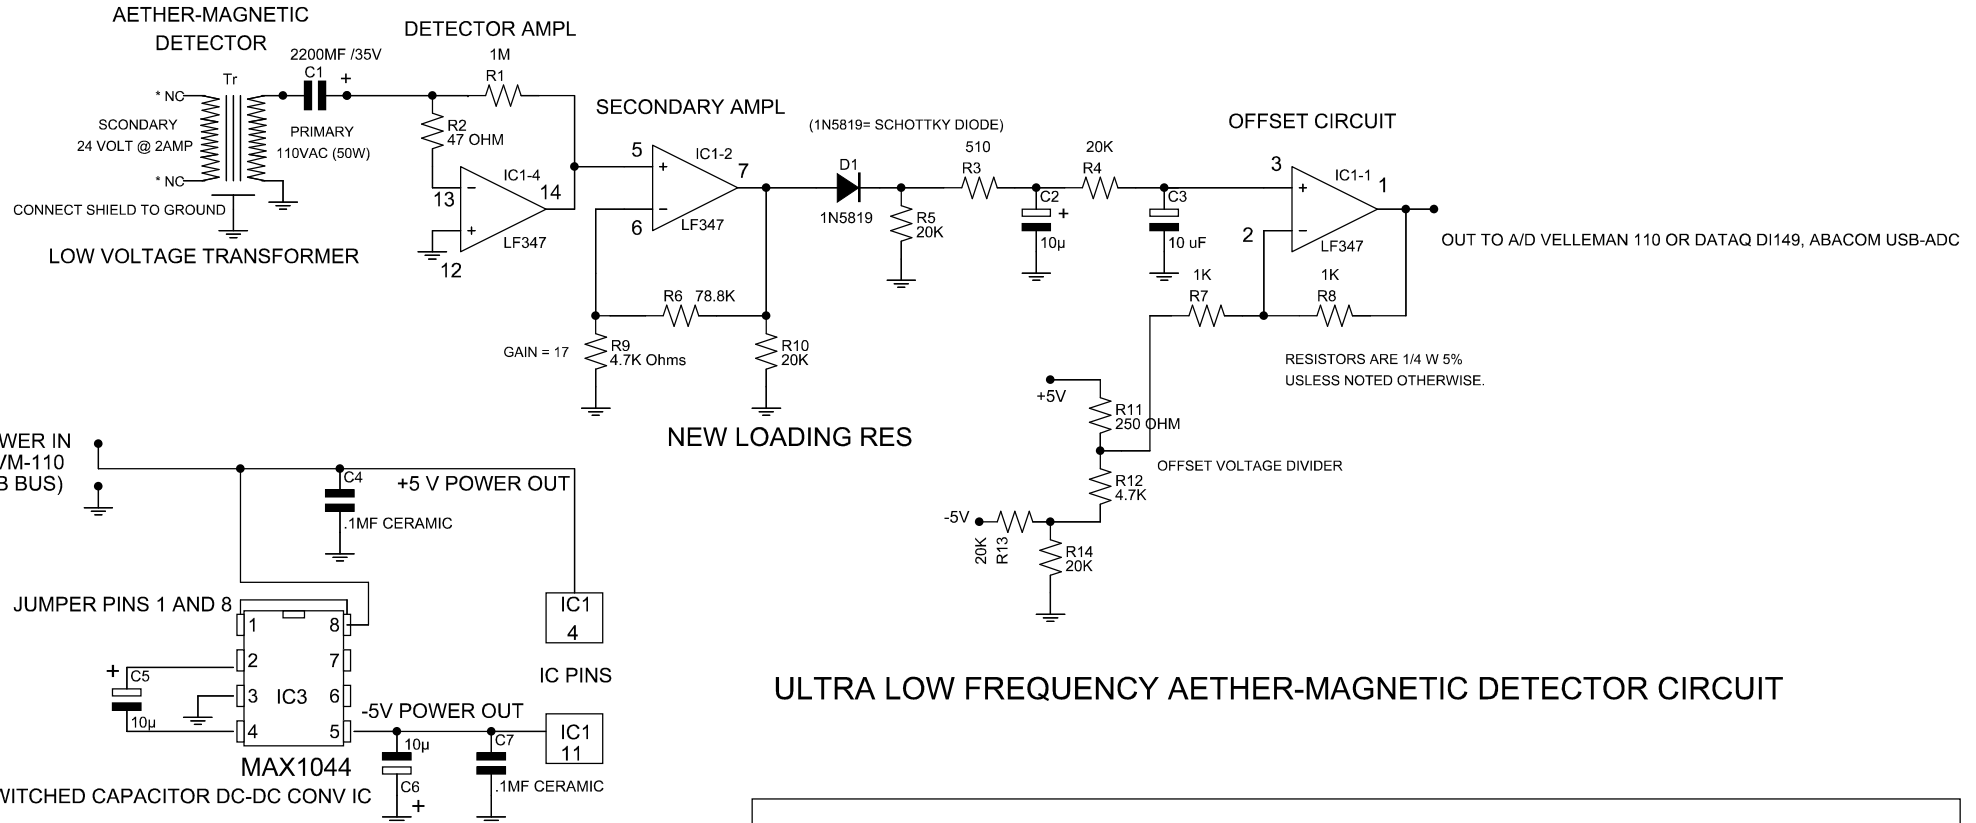 AETHER-MAGNETIC
DETECTOR
DETECTOR AMPL
2200MF /35V
C1
+
1M
R1
Tr
* NC
SCONDARY
24 VOLT @ 2AMP
* NC
PRIMARY
110VAC (50W)
CONNECT SHIELD TO GROUND
LOW VOLTAGE TRANSFORMER
R2
47 OHM
13
12
14
−
+
IC1-4
LF347
SECONDARY AMPL
5
6
7
+
−
IC1-2
LF347
R6 78.8K
GAIN = 17
R9
4.7K Ohms
R10
20K
NEW LOADING RES
(1N5819= SCHOTTKY DIODE)
D1
1N5819
R5
20K
510
R3
C2
+
10µ
20K
R4
C3
10 uF
OFFSET CIRCUIT
3
2
1
+
−
IC1-1
LF347
OUT TO A/D VELLEMAN 110 OR DATAQ DI149, ABACOM USB-ADC
1K
R7
1K
R8
RESISTORS ARE 1/4 W 5%
USLESS NOTED OTHERWISE.
+5V
R11
250 OHM
OFFSET VOLTAGE DIVIDER
R12
4.7K
-5V
20K
R13
R14
20K
WER IN
VM-110
B BUS)
C4
.1MF CERAMIC
+5 V POWER OUT
JUMPER PINS 1 AND 8
1
2
3
4
8
7
6
5
IC3
+
C5
10µ
MAX1044
WITCHED CAPACITOR DC-DC CONV IC
-5V POWER OUT
10µ
C6
+
C7
.1MF CERAMIC
IC1
4
IC PINS
IC1
11
ULTRA LOW FREQUENCY AETHER-MAGNETIC DETECTOR CIRCUIT